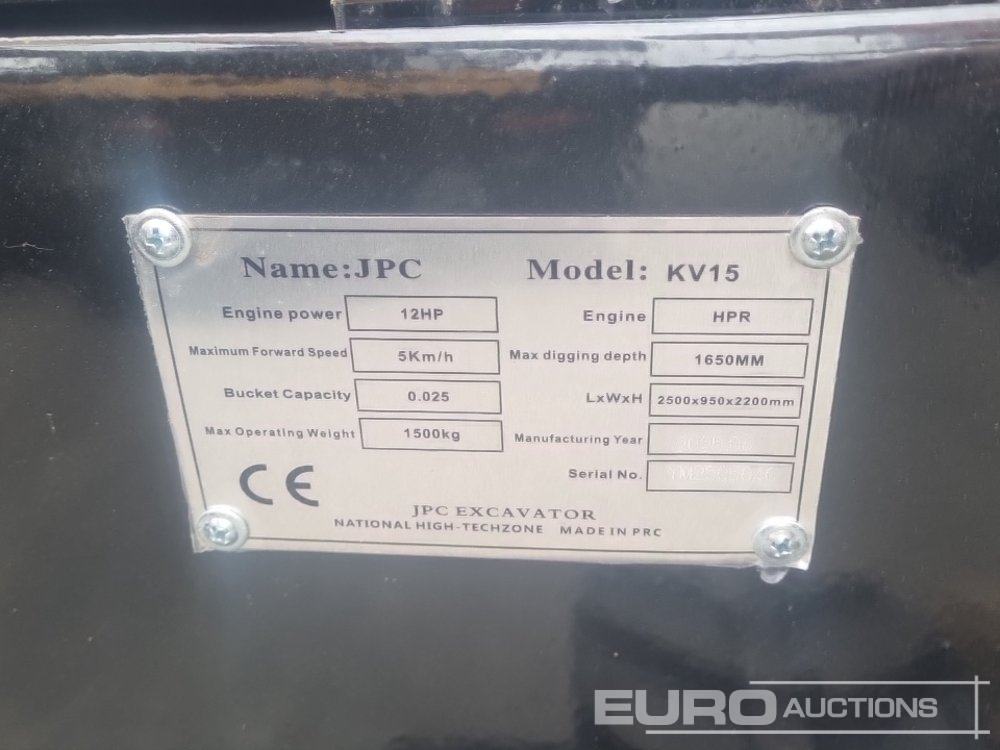 Name:JPC Model: KV15
Engine power 12HP Engine HPR
Maximum Forward Speed 5Km/h Max digging depth 1650MM
Bucket Capacity 0.025 LxWxH 2500x950x2200mm
Max Operating Weight 1500kg Manufacturing Year
Serial No.
CE
JPC EXCAVATOR
NATIONAL HIGH-TECHZONE MADE IN PRC
EURO AUCTIONS